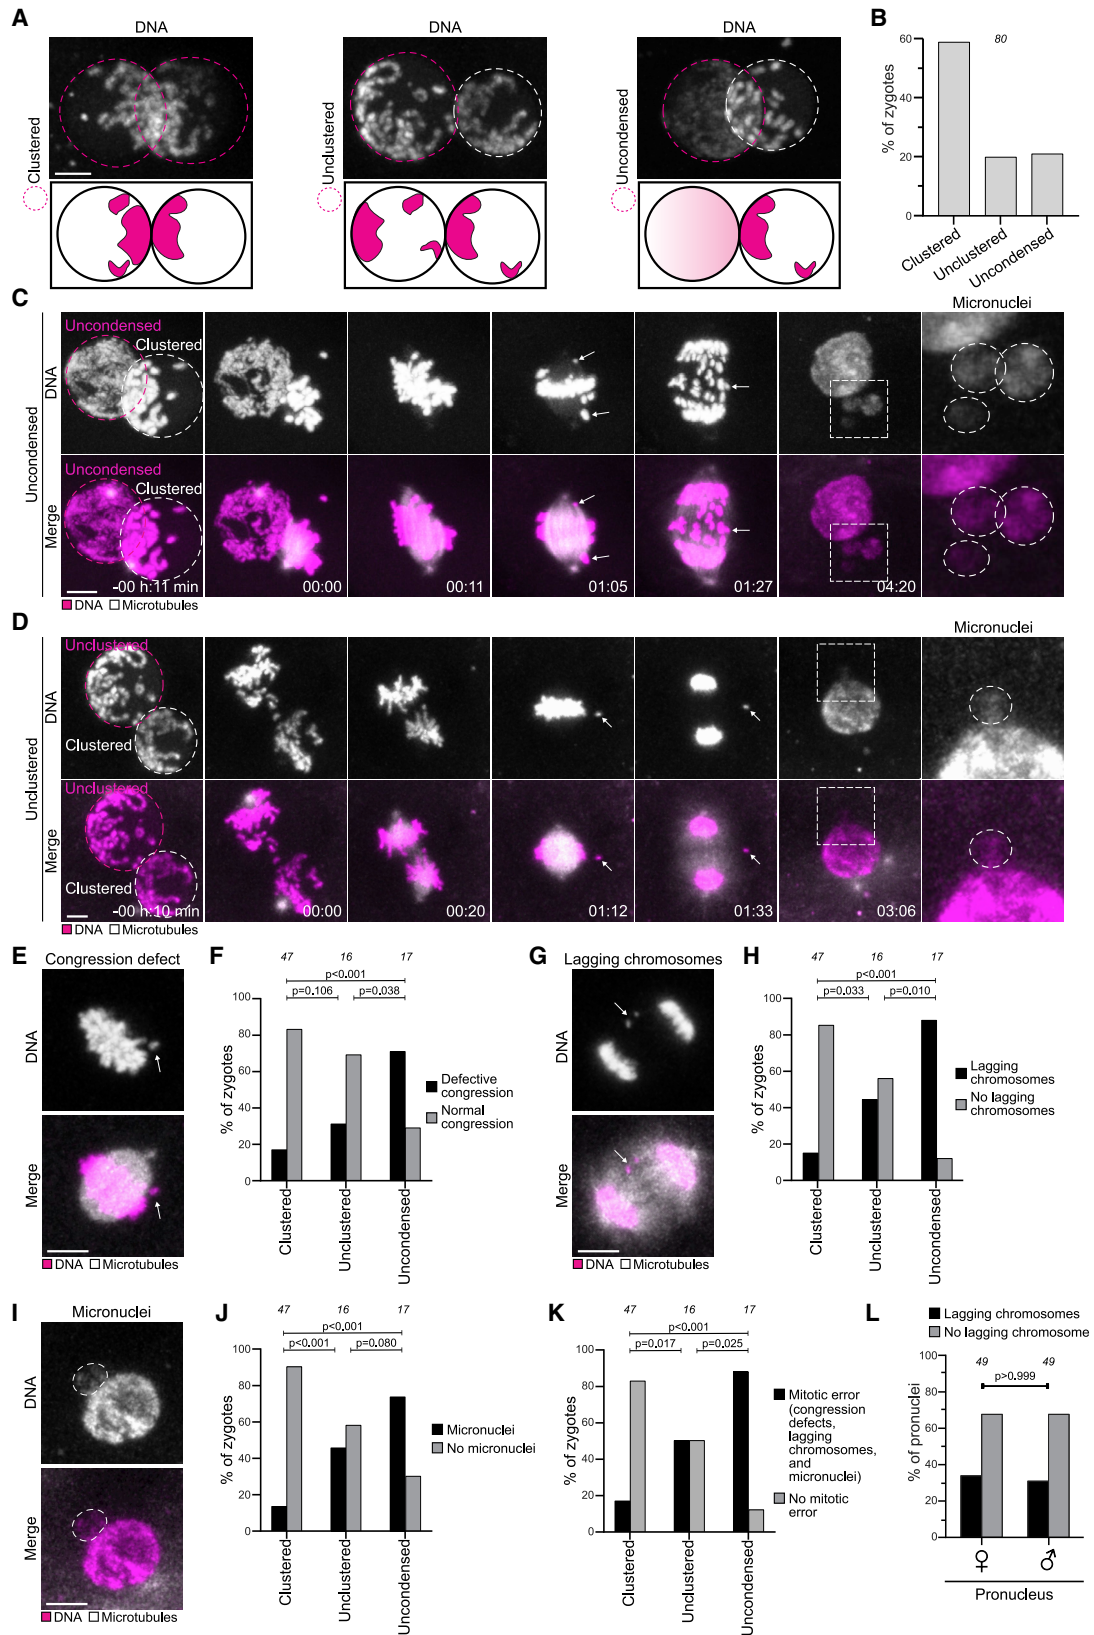 A
DNA
DNA
DNA
Clustered
Unclustered
Uncondensed
B
80
% of zygotes
60
40
20
0
Clustered
Unclustered
Uncondensed
C
Micronuclei
Uncondensed
DNA
Merge
Uncondensed
Clustered
Uncondensed
Clustered
-00 h:11 min
00:00
00:11
01:05
01:27
04:20
DNA Microtubules
D
Micronuclei
Unclustered
DNA
Merge
Unclustered
Clustered
Unclustered
Clustered
-00 h:10 min
00:00
00:20
01:12
01:33
03:06
DNA Microtubules
E
Congression defect
DNA
Merge
DNA Microtubules
F
47 16 17
p<0.001
p=0.106 p=0.038
% of zygotes
100
80
60
40
20
0
Clustered
Unclustered
Uncondensed
Defective
congression
Normal
congression
G
Lagging chromosomes
DNA
Merge
DNA Microtubules
H
47 16 17
p<0.001
p=0.033 p=0.010
% of zygotes
100
80
60
40
20
0
Clustered
Unclustered
Uncondensed
Lagging
chromosomes
No lagging
chromosomes
I
Micronuclei
DNA
Merge
DNA Microtubules
J
47 16 17
p<0.001
p<0.001 p=0.080
% of zygotes
100
80
60
40
20
0
Clustered
Unclustered
Uncondensed
Micronuclei
No micronuclei
K
47 16 17
p<0.001
p=0.017 p=0.025
% of zygotes
100
80
60
40
20
0
Clustered
Unclustered
Uncondensed
Mitotic error
(congression
defects,
lagging
chromosomes,
and
micronuclei)
No mitotic
error
L
Lagging chromosomes
No lagging chromosome
49 49
p>0.999
% of pronuclei
100
80
60
40
20
0
♀ ♂
Pronucleus